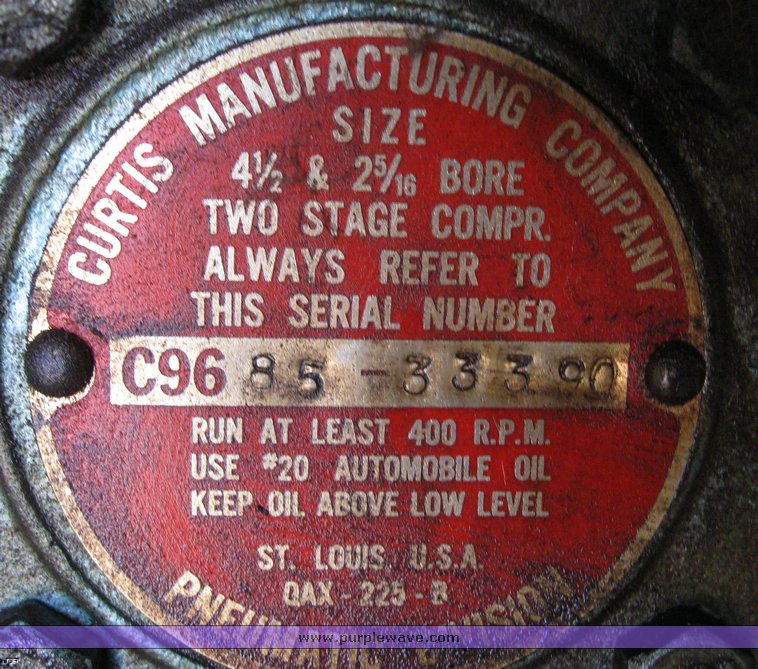 CURTIS MANUFACTURING COMPANY
SIZE
4½ & 2 5/16 BORE
TWO STAGE COMPR.
ALWAYS REFER TO
THIS SERIAL NUMBER
C96 85-33390
RUN AT LEAST 400 R.P.M.
USE #20 AUTOMOBILE OIL
KEEP OIL ABOVE LOW LEVEL
ST. LOUIS, U.S.A.
QAX-225-B
www.purplewave.com